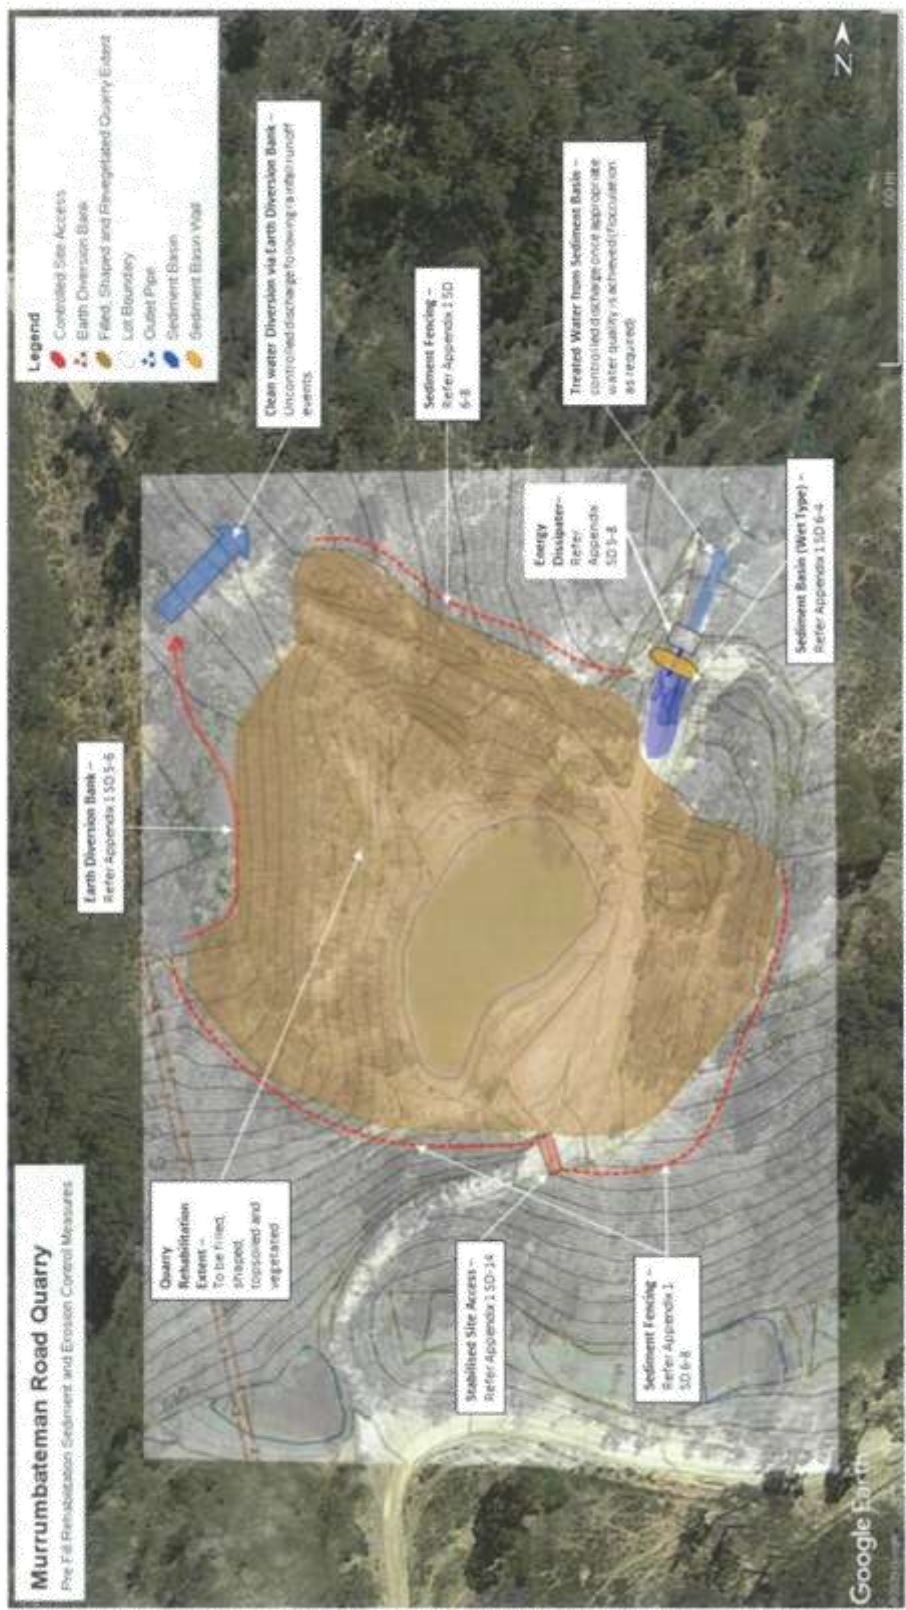 Murrumbateman Road Quarry
Pre Fill Rehabilitation Sediment and Erosion Control Measures
Legend
Controlled Site Access
Earth Diversion Bank
Filled, Shaped and Revegetated Quarry Extent
Lot Boundary
Outlet Pipe
Sediment Basin
Sediment Basin Wall
Earth Diversion Bank –
Refer Appendix 1 SD 5-6
Clean water Diversion via Earth Diversion Bank –
Uncontrolled discharge following rainfall runoff
events
Quarry
Rehabilitation
Extent –
To be filled,
shaped,
topsoiled and
vegetated
Sediment Fencing –
Refer Appendix 1 SD
6-8
Stabilised Site Access –
Refer Appendix 1 SD-14
Energy
Dissipater–
Refer
Appendix
SD 5-8
Treated Water from Sediment Basin –
controlled discharge once appropriate
water quality is achieved (flocculation
as required)
Sediment Fencing –
Refer Appendix 1
SD 6-8
Sediment Basin (Wet Type) –
Refer Appendix 1 SD 6-4
Google Earth
60 m
N